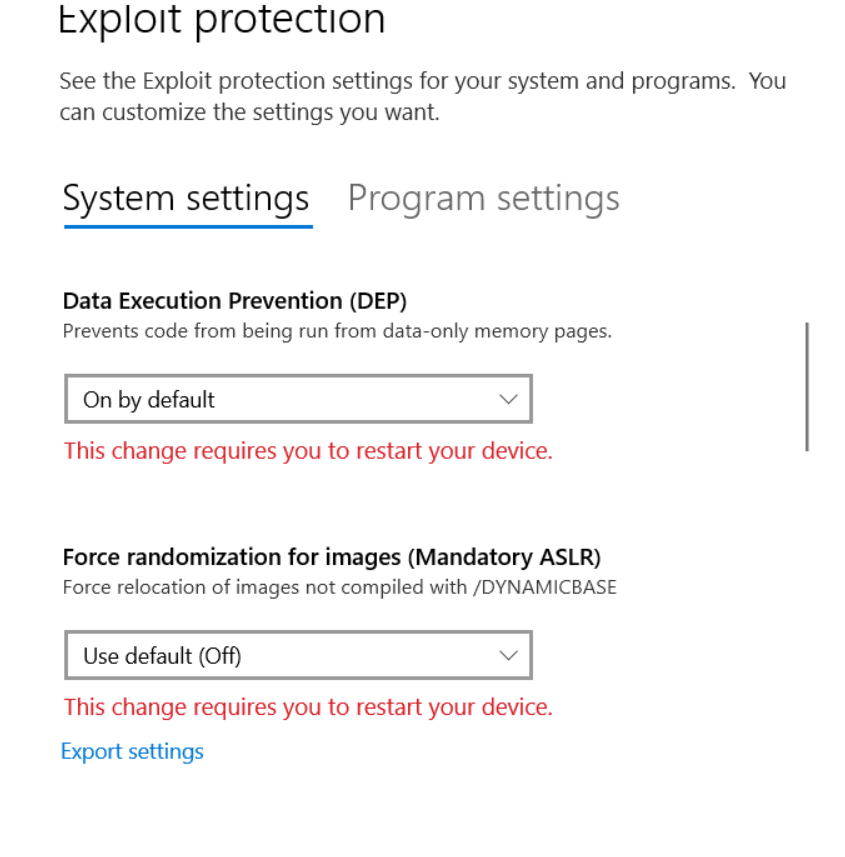 Exploit protection
See the Exploit protection settings for your system and programs.  You
can customize the settings you want.
System settings
Program settings
Data Execution Prevention (DEP)
Prevents code from being run from data-only memory pages.
On by default
This change requires you to restart your device.
Force randomization for images (Mandatory ASLR)
Force relocation of images not compiled with /DYNAMICBASE
Use default (Off)
This change requires you to restart your device.
Export settings